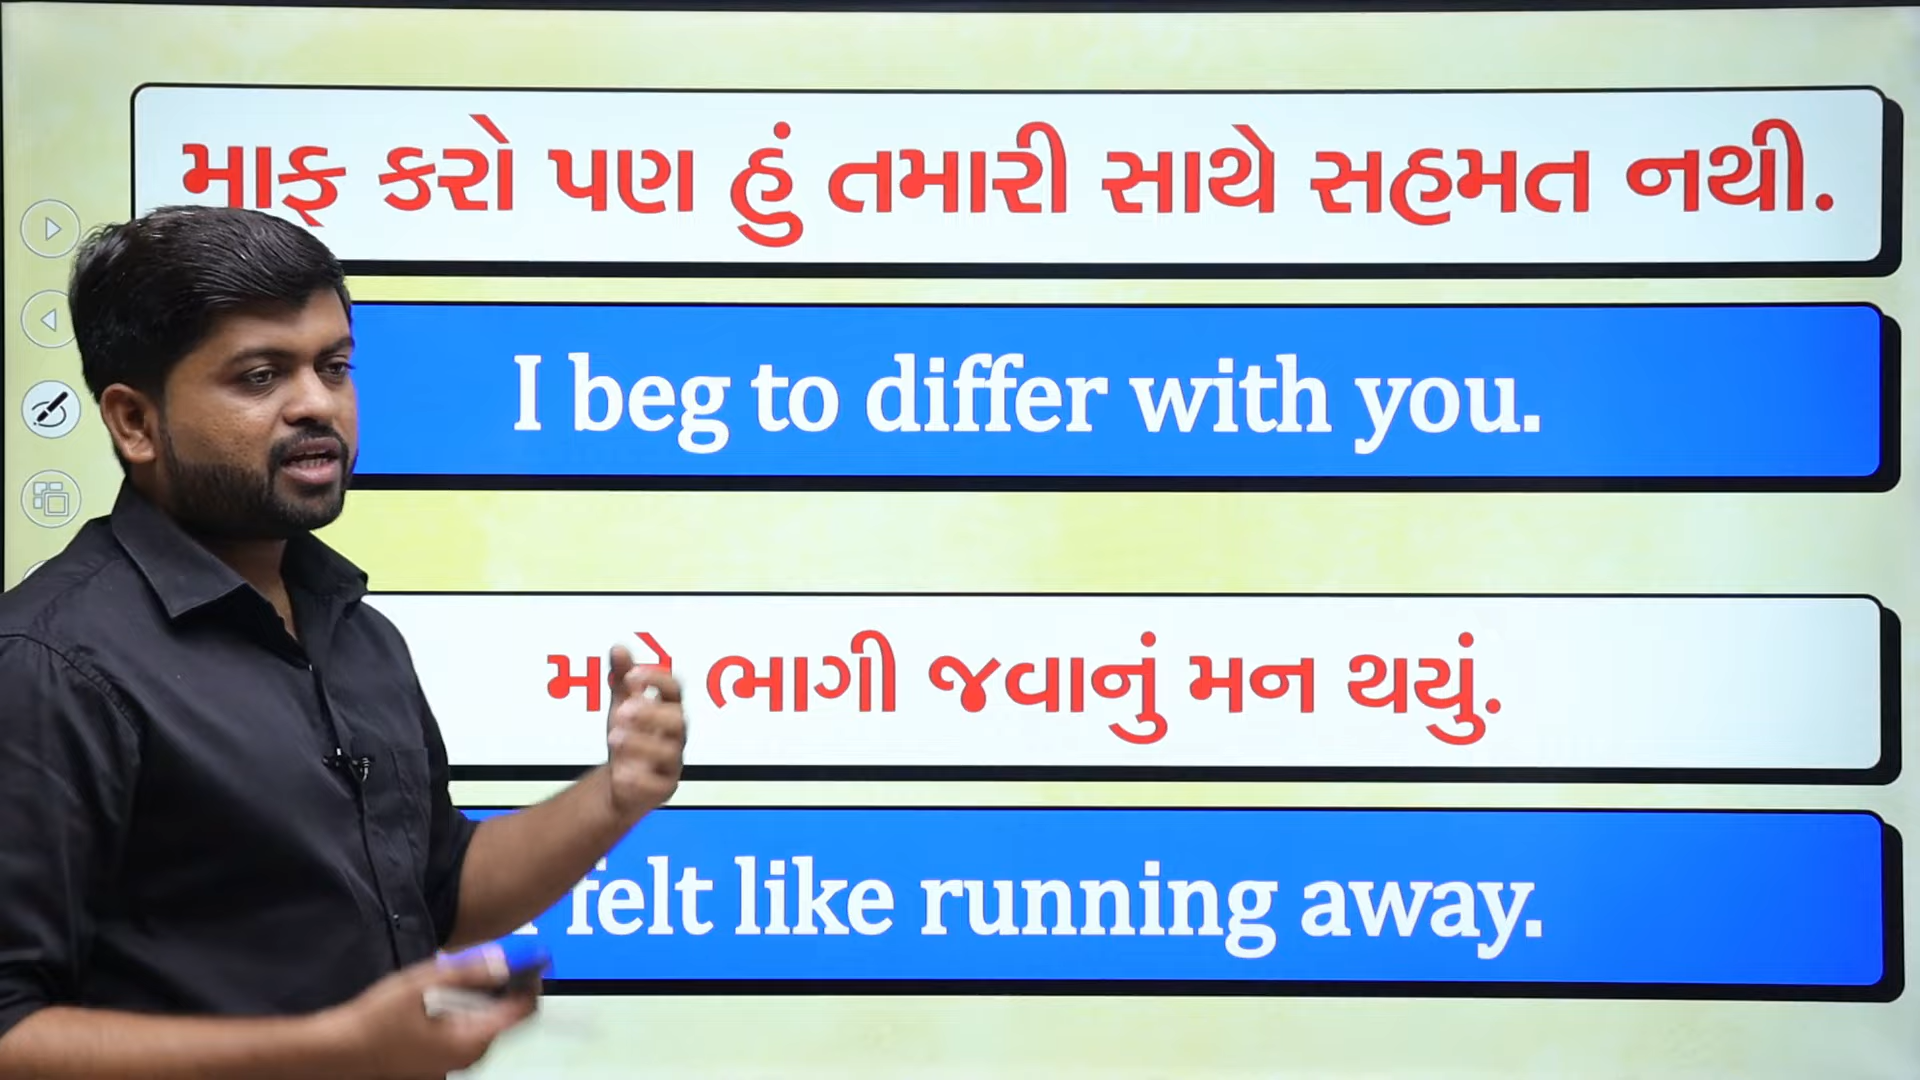 માફ કરો પણ હું તમારી સાથે સહમત નથી.
I beg to differ with you.
ભાગી જવાનું મન થયું.
felt like running away.